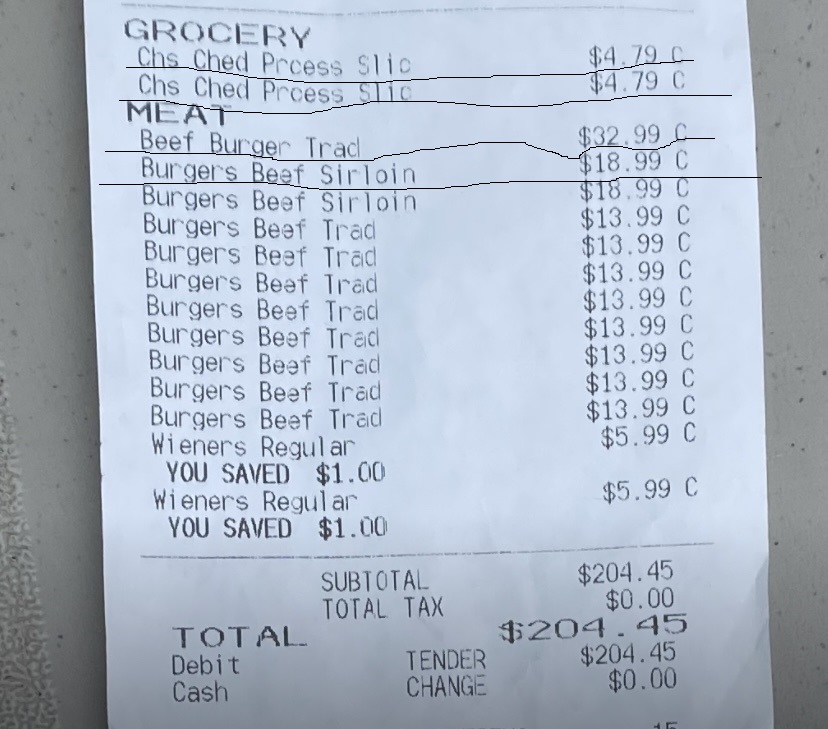 GROCERY
Chs Ched Prcess Slic $4.79 C
Chs Ched Prcess Slic $4.79 C
MEAT
Beef Burger Trad $32.99 C
Burgers Beef Sirloin $18.99 C
Burgers Beef Sirloin $18.99 C
Burgers Beef Trad $13.99 C
Burgers Beef Trad $13.99 C
Burgers Beef Trad $13.99 C
Burgers Beef Trad $13.99 C
Burgers Beef Trad $13.99 C
Burgers Beef Trad $13.99 C
Burgers Beef Trad $13.99 C
Burgers Beef Trad $13.99 C
Wieners Regular $5.99 C
YOU SAVED $1.00
Wieners Regular $5.99 C
YOU SAVED $1.00
SUBTOTAL $204.45
TOTAL TAX $0.00
TOTAL $204.45
Debit TENDER $204.45
Cash CHANGE $0.00